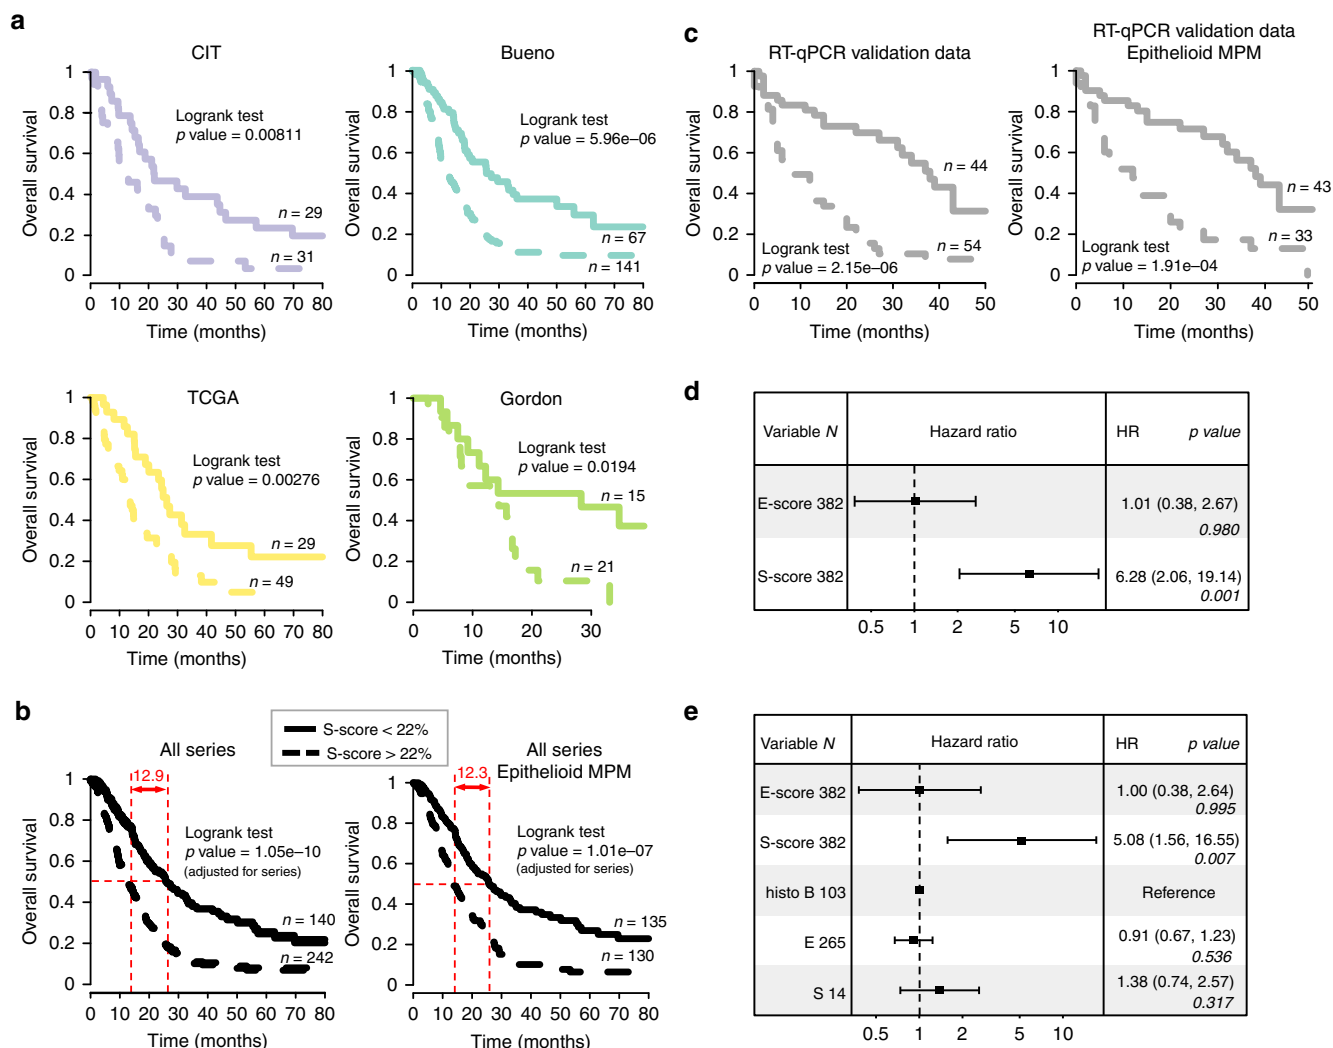 a
CIT
Overall survival
1
0.8
0.6
0.4
0.2
0
Logrank test
p value = 0.00811
n = 29
n = 31
0 10 20 30 40 50 60 70 80
Time (months)
Bueno
Overall survival
1
0.8
0.6
0.4
0.2
0
Logrank test
p value = 5.96e–06
n = 67
n = 141
0 10 20 30 40 50 60 70 80
Time (months)
TCGA
Overall survival
1
0.8
0.6
0.4
0.2
0
Logrank test
p value = 0.00276
n = 29
n = 49
0 10 20 30 40 50 60 70 80
Time (months)
Gordon
Overall survival
1
0.8
0.6
0.4
0.2
0
Logrank test
p value = 0.0194
n = 15
n = 21
0 10 20 30
Time (months)
b
S-score < 22%
S-score > 22%
All series
12.9
Overall survival
1
0.8
0.6
0.4
0.2
0
Logrank test
p value = 1.05e–10
(adjusted for series)
n = 140
n = 242
0 10 20 30 40 50 60 70 80
Time (months)
All series
Epithelioid MPM
12.3
Overall survival
1
0.8
0.6
0.4
0.2
0
Logrank test
p value = 1.01e–07
(adjusted for series)
n = 135
n = 130
0 10 20 30 40 50 60 70 80
Time (months)
c
RT-qPCR validation data
Overall survival
1
0.8
0.6
0.4
0.2
0
n = 44
n = 54
Logrank test
p value = 2.15e–06
0 10 20 30 40 50
Time (months)
RT-qPCR validation data
Epithelioid MPM
Overall survival
1
0.8
0.6
0.4
0.2
0
n = 43
n = 33
Logrank test
p value = 1.91e–04
0 10 20 30 40 50
Time (months)
d
Variable N Hazard ratio HR p value
E-score 382 1.01 (0.38, 2.67)
0.980
S-score 382 6.28 (2.06, 19.14)
0.001
0.5 1 2 5 10
e
Variable N Hazard ratio HR p value
E-score 382 1.00 (0.38, 2.64)
0.995
S-score 382 5.08 (1.56, 16.55)
0.007
histo B 103 Reference
E 265 0.91 (0.67, 1.23)
0.536
S 14 1.38 (0.74, 2.57)
0.317
0.5 1 2 5 10